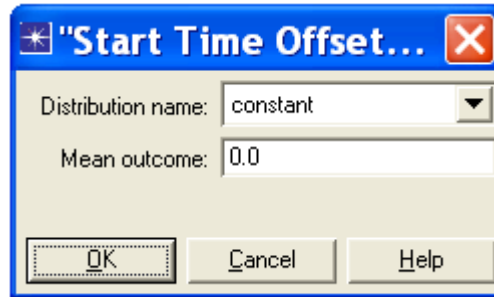 "Start Time Offset...
Distribution name: constant
Mean outcome: 0.0
OK Cancel Help